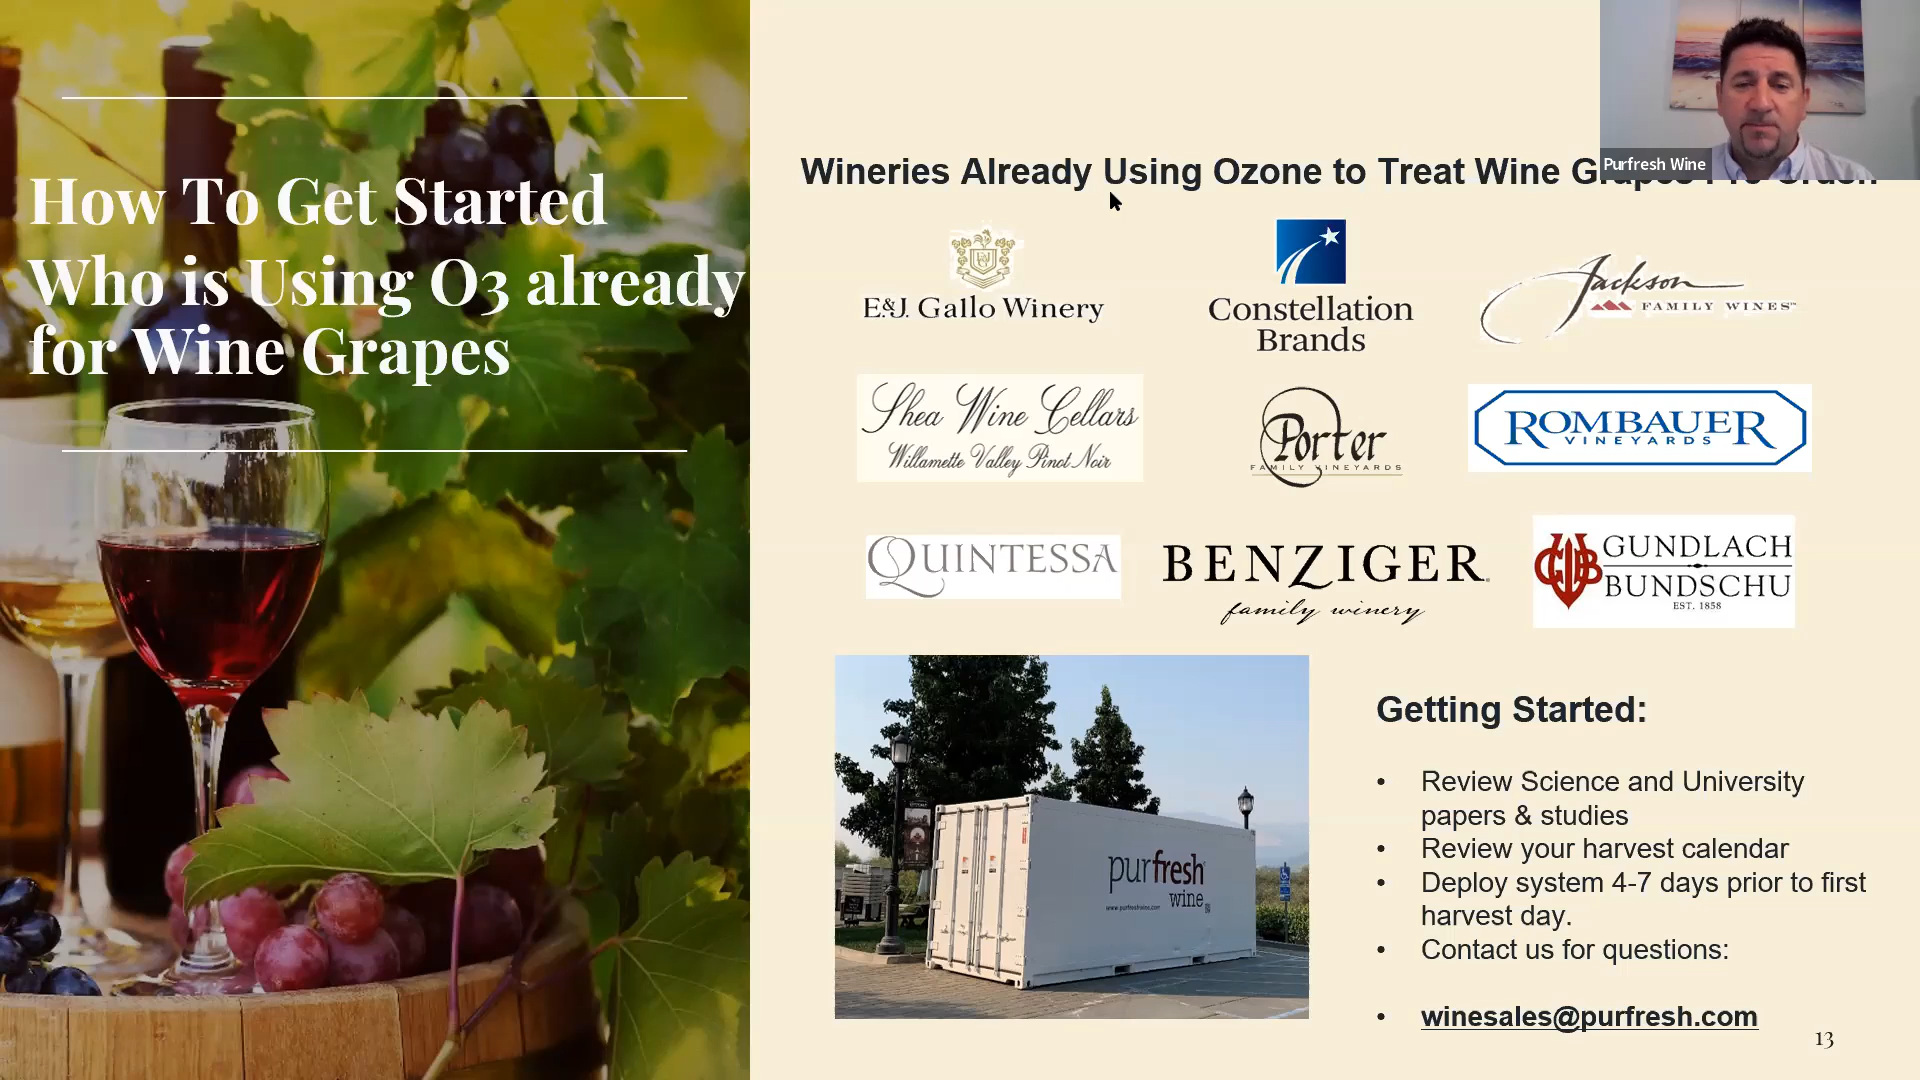 How To Get Started
Who is Using O3 already
for Wine Grapes
Wineries Already Using Ozone to Treat Wine
Purfresh Wine
E&J. Gallo Winery
Constellation
Brands
Jackson
FAMILY WINES™
Shea Wine Cellars
Willamette Valley Pinot Noir
Porter
FAMILY VINEYARDS
ROMBAUER
VINEYARDS
QUINTESSA
BENZIGER
family winery
GUNDLACH
BUNDSCHU
EST. 1858
purfresh
wine
www.purfreshwine.com
Getting Started:
• Review Science and University
papers & studies
• Review your harvest calendar
• Deploy system 4-7 days prior to first
harvest day.
• Contact us for questions:
• winesales@purfresh.com
13